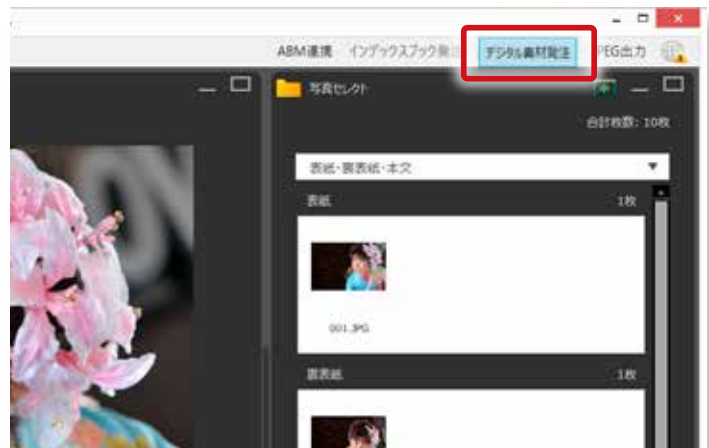 ABM連携 インデックスブック発注 デジタル素材発注 JPEG出力
写真セレクト
合計枚数: 10枚
表紙・裏表紙・本文
表紙 1枚
001.JPG
裏表紙 1枚